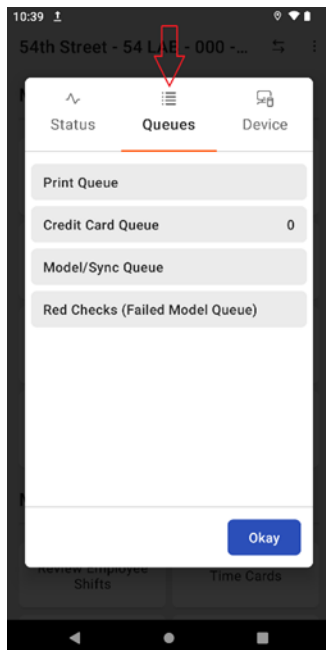 10:39
54th Street - 54 LAB - 000 -...
Status
Queues
Device
Print Queue
Credit Card Queue 0
Model/Sync Queue
Red Checks (Failed Model Queue)
Okay
Review Employee
Shifts
Time Cards